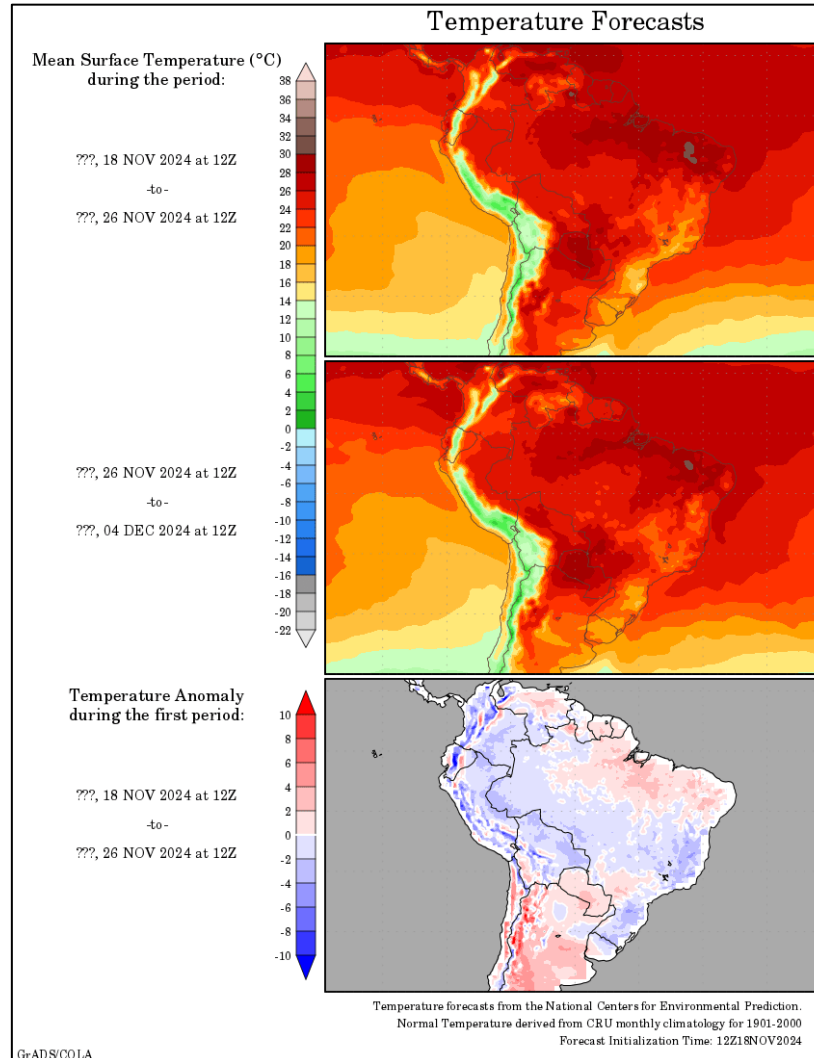 Temperature Forecasts
Mean Surface Temperature (°C)
during the period:
???, 18 NOV 2024 at 12Z
-to-
???, 26 NOV 2024 at 12Z
38
36
34
32
30
28
26
24
22
20
18
16
14
12
10
8
6
4
2
0
-2
-4
-6
-8
-10
-12
-14
-16
-18
-20
-22
???, 26 NOV 2024 at 12Z
-to-
???, 04 DEC 2024 at 12Z
Temperature Anomaly
during the first period:
???, 18 NOV 2024 at 12Z
-to-
???, 26 NOV 2024 at 12Z
10
8
6
4
2
0
-2
-4
-6
-8
-10
Temperature forecasts from the National Centers for Environmental Prediction.
Normal Temperature derived from CRU monthly climatology for 1901-2000
Forecast Initialization Time: 12Z18NOV2024
GrADS/COLA